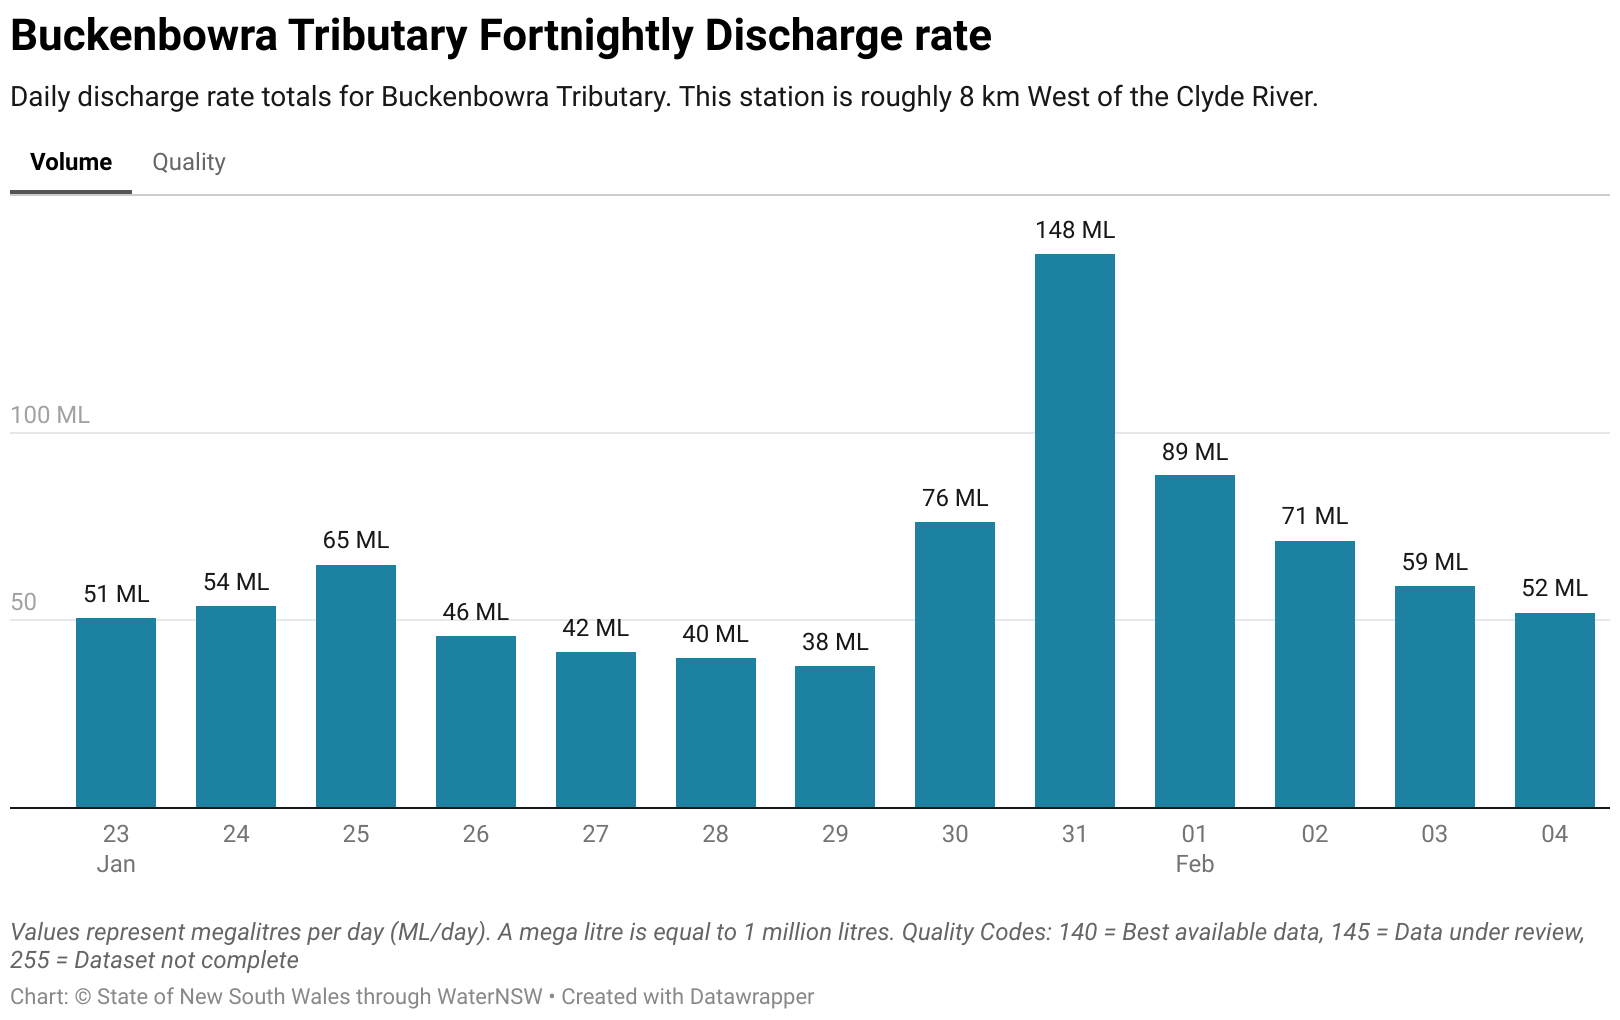 Buckenbowra Tributary Fortnightly Discharge rate
Daily discharge rate totals for Buckenbowra Tributary. This station is roughly 8 km West of the Clyde River.
Volume Quality
148 ML
100 ML
89 ML
76 ML
71 ML
65 ML
59 ML
54 ML
52 ML
51 ML
50
46 ML
42 ML
40 ML
38 ML
23 24 25 26 27 28 29 30 31 01 02 03 04
Jan Feb
Values represent megalitres per day (ML/day). A mega litre is equal to 1 million litres. Quality Codes: 140 = Best available data, 145 = Data under review,
255 = Dataset not complete
Chart: © State of New South Wales through WaterNSW • Created with Datawrapper